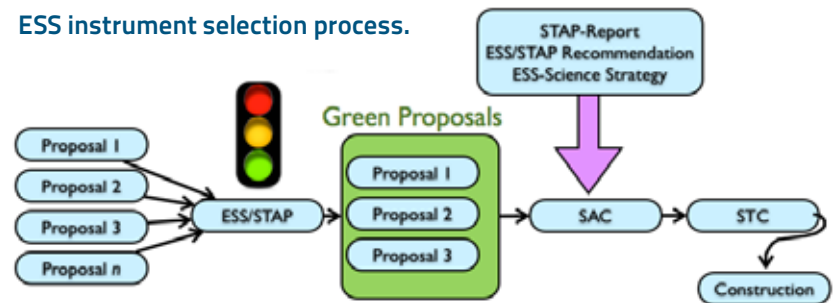 ESS instrument selection process.
STAP-Report
ESS/STAP Recommendation
ESS-Science Strategy
Green Proposals
Proposal 1
Proposal 2
Proposal 3
Proposal n
ESS/STAP
Proposal 1
Proposal 2
Proposal 3
SAC
STC
Construction